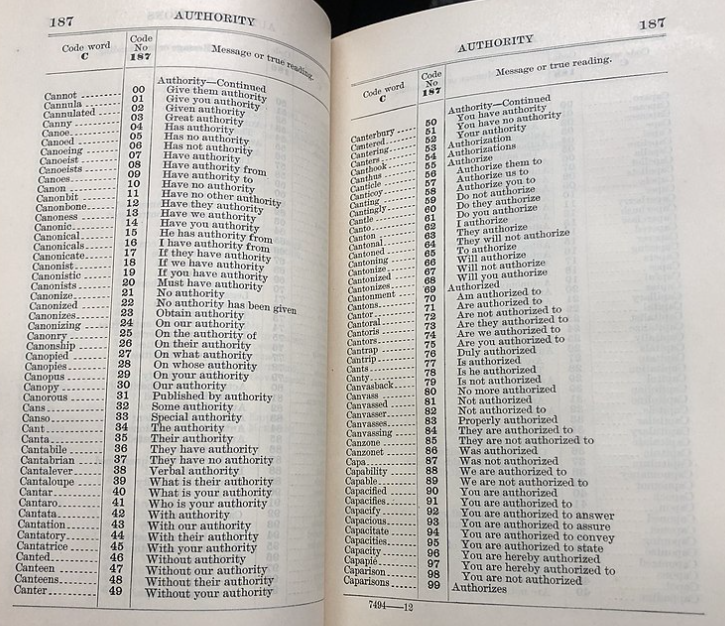 187 AUTHORITY
Code word C Code No 187 Message or true reading.
Authority—Continued
Cannot 00 Give them authority
Cannula 01 Give you authority
Cannulated 02 Given authority
Canny 03 Great authority
Canoe 04 Has authority
Canoed 05 Has no authority
Canoeing 06 Has not authority
Canoeist 07 Have authority
Canoeists 08 Have authority from
Canoes 09 Have authority to
Canon 10 Have no authority
Canonbit 11 Have no other authority
Canonbone 12 Have they authority
Canoness 13 Have we authority
Canonic 14 Have you authority
Canonical 15 He has authority from
Canonicals 16 I have authority from
Canonicate 17 If they have authority
Canonist 18 If we have authority
Canonistic 19 If you have authority
Canonists 20 Must have authority
Canonize 21 No authority
Canonized 22 No authority has been given
Canonizes 23 Obtain authority
Canonizing 24 On our authority
Canonry 25 On the authority of
Canonship 26 On their authority
Canopied 27 On what authority
Canopies 28 On whose authority
Canopus 29 On your authority
Canopy 30 Our authority
Canorous 31 Published by authority
Cans 32 Some authority
Canso 33 Special authority
Cant 34 The authority
Canta 35 Their authority
Cantabile 36 They have authority
Cantabrian 37 They have no authority
Cantalever 38 Verbal authority
Cantaloupe 39 What is their authority
Cantar 40 What is your authority
Cantaro 41 Who is your authority
Cantata 42 With authority
Cantation 43 With our authority
Cantatory 44 With their authority
Cantatrice 45 With your authority
Canted 46 Without authority
Canteen 47 Without our authority
Canteens 48 Without their authority
Canter 49 Without your authority
AUTHORITY 187
Code word C Code No 187 Message or true reading.
Authority—Continued
Canterbury 50 You have authority
Cantered 51 You have no authority
Cantering 52 Your authority
Canters 53 Authorization
Canthook 54 Authorizations
Canthus 55 Authorize
Canticle 56 Authorize them to
Canticoy 57 Authorize us to
Canting 58 Authorize you to
Cantingly 59 Do not authorize
Cantle 60 Do they authorize
Canto 61 Do you authorize
Canton 62 I authorize
Cantonal 63 They authorize
Cantoned 64 They will not authorize
Cantoning 65 To authorize
Cantonize 66 Will authorize
Cantonized 67 Will not authorize
Cantonizes 68 Will you authorize
Cantonment 69 Authorized
Cantons 70 Am authorized to
Cantor 71 Are authorized to
Cantoral 72 Are not authorized to
Cantoris 73 Are they authorized to
Cantors 74 Are we authorized to
Cantrap 75 Are you authorized to
Cantrip 76 Duly authorized
Cants 77 Is authorized
Canty 78 Is he authorized
Canvasback 79 Is not authorized
Canvass 80 No more authorized
Canvassed 81 Not authorized
Canvasser 82 Not authorized to
Canvasses 83 Properly authorized
Canvassing 84 They are authorized to
Canzone 85 They are not authorized to
Canzonet 86 Was authorized
Capa 87 Was not authorized
Capability 88 We are authorized to
Capable 89 We are not authorized to
Capacified 90 You are authorized
Capacifies 91 You are authorized to
Capacify 92 You are authorized to answer
Capacious 93 You are authorized to assure
Capacitate 94 You are authorized to convey
Capacities 95 You are authorized to state
Capacity 96 You are hereby authorized
Capapie 97 You are hereby authorized to
Caparison 98 You are not authorized
Caparisons 99 Authorizes
7494—12